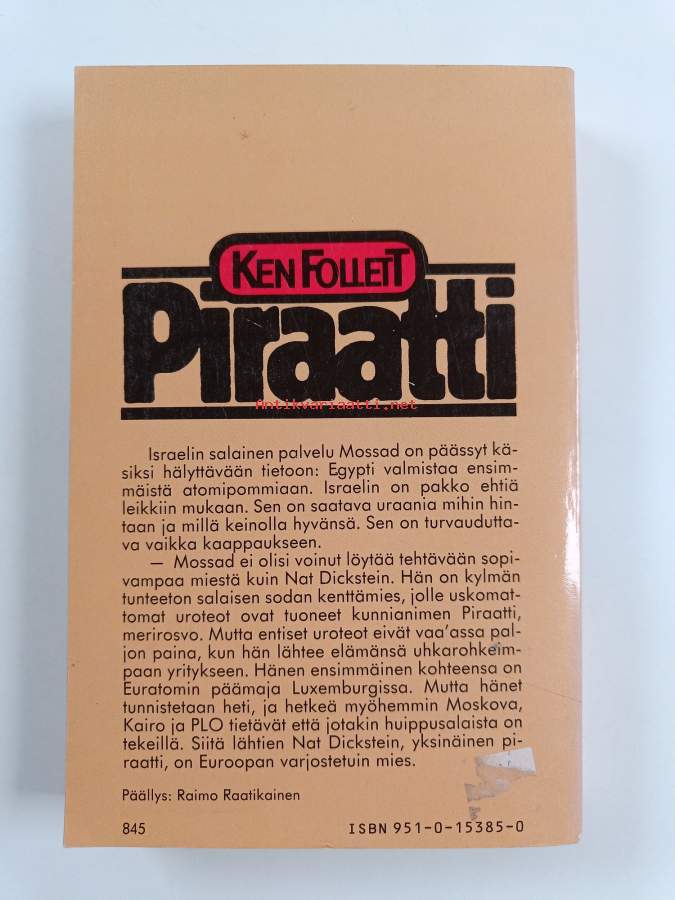 KEN FOLLETT
Piraatti
Antikvariaatti.net
Israelin salainen palvelu Mossad on päässyt kä-
siksi hälyttävään tietoon: Egypti valmistaa ensim-
mäistä atomipommiaan. Israelin on pakko ehtiä
leikkiin mukaan. Sen on saatava uraania mihin hin-
taan ja millä keinolla hyvänsä. Sen on turvaudutta-
va vaikka kaappaukseen.
— Mossad ei olisi voinut löytää tehtävään sopi-
vampaa miestä kuin Nat Dickstein. Hän on kylmän
tunteeton salaisen sodan kenttämies, jolle uskomat-
tomat uroteot ovat tuoneet kunnianimen Piraatti,
merirosvo. Mutta entiset uroteot eivät vaa'assa pal-
jon paina, kun hän lähtee elämänsä uhkarohkeim-
paan yritykseen. Hänen ensimmäinen kohteensa on
Euratomin päämaja Luxemburgissa. Mutta hänet
tunnistetaan heti, ja hetkeä myöhemmin Moskova,
Kairo ja PLO tietävät että jotakin huippusalaista on
tekeillä. Siitä lähtien Nat Dickstein, yksinäinen pi-
raatti, on Euroopan varjostetuin mies.
Päällys: Raimo Raatikainen
845 ISBN 951-0-15385-0